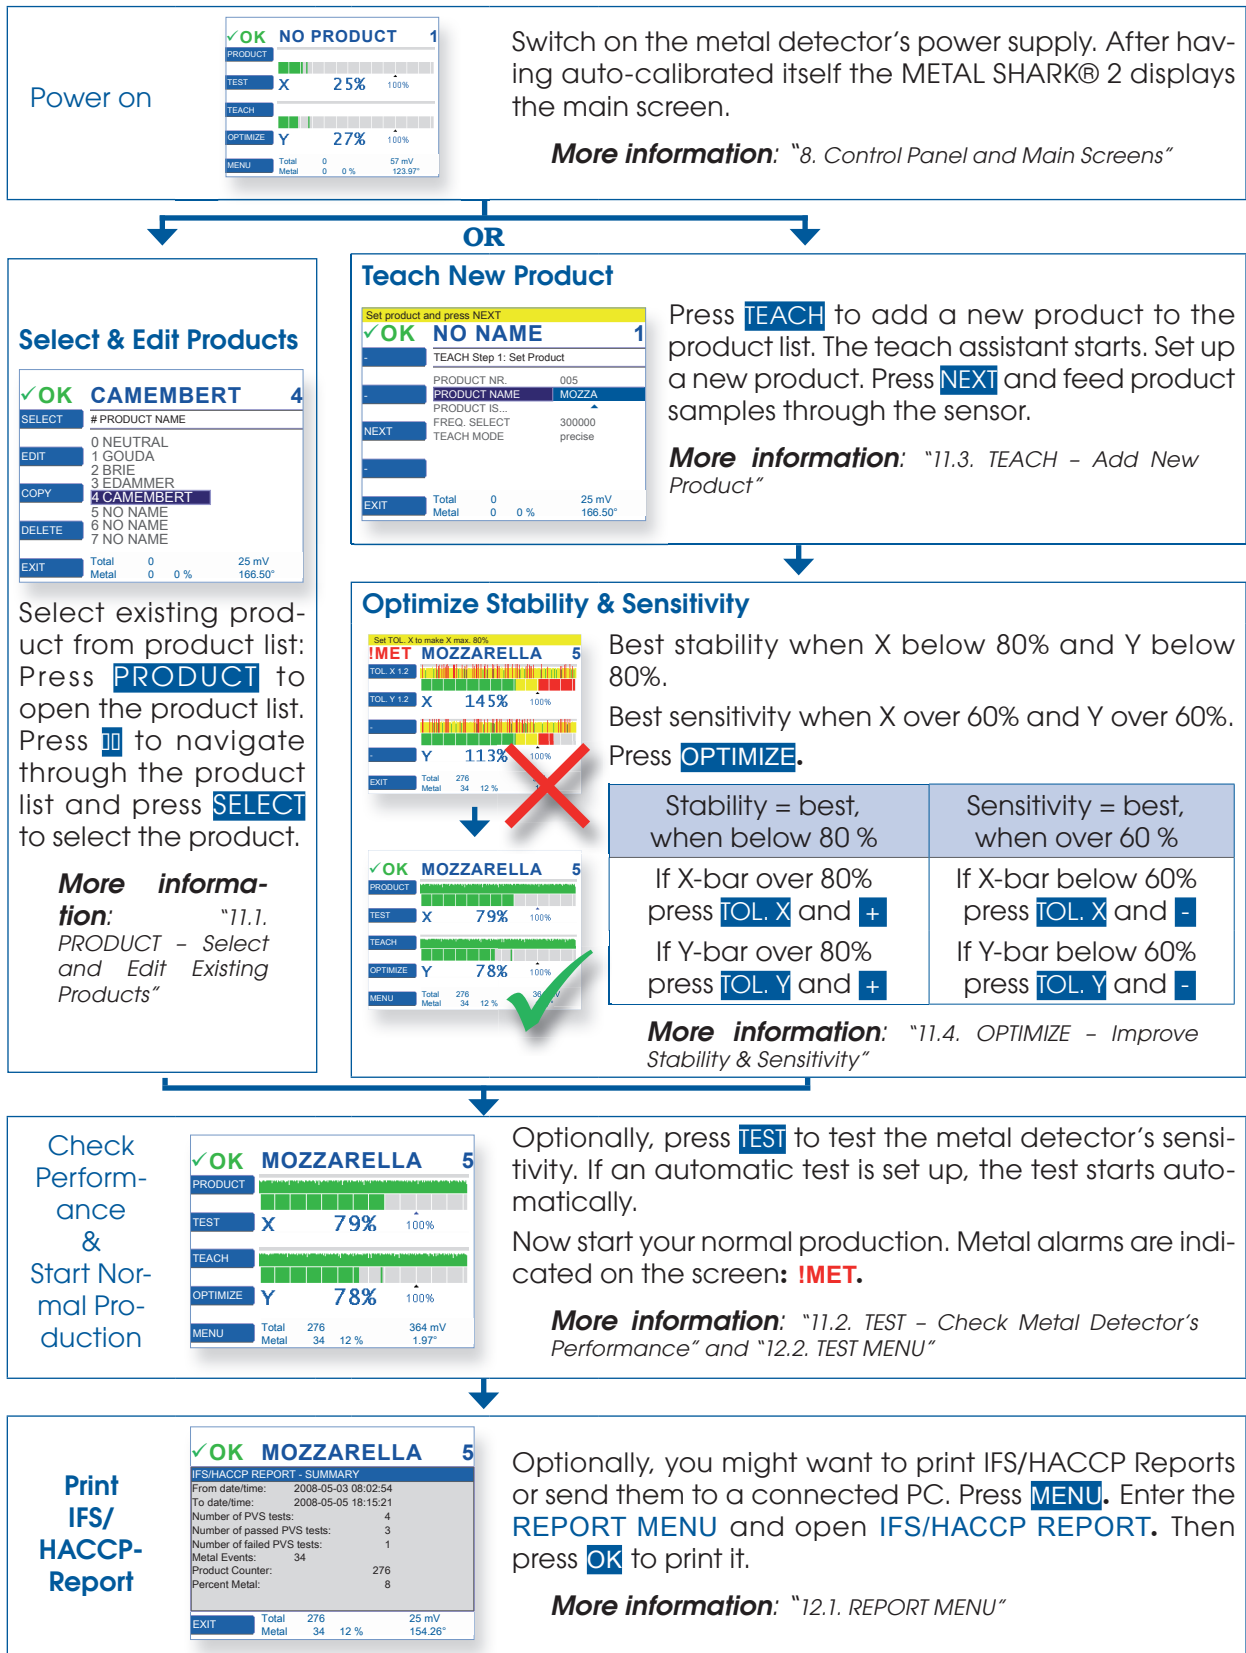 Power on
✓OK NO PRODUCT 1
PRODUCT
TEST X 25% 100%
TEACH
OPTIMIZE Y 27% 100%
MENU Total 0 57 mV
Metal 0 0 % 123.97°
Switch on the metal detector's power supply. After hav-
ing auto-calibrated itself the METAL SHARK® 2 displays
the main screen.
More information: "8. Control Panel and Main Screens"
OR
Select & Edit Products
✓OK CAMEMBERT 4
SELECT # PRODUCT NAME
0 NEUTRAL
EDIT 1 GOUDA
2 BRIE
3 EDAMMER
COPY 4 CAMEMBERT
5 NO NAME
DELETE 6 NO NAME
7 NO NAME
EXIT Total 0 25 mV
Metal 0 0 % 166.50°
Select existing prod-
uct from product list:
Press PRODUCT to
open the product list.
Press ▯▯ to navigate
through the product
list and press SELECT
to select the product.
More informa-
tion: "11.1.
PRODUCT – Select
and Edit Existing
Products"
Teach New Product
Set product and press NEXT
✓OK NO NAME 1
- TEACH Step 1: Set Product
PRODUCT NR. 005
- PRODUCT NAME MOZZA
PRODUCT IS...
FREQ. SELECT 300000
NEXT TEACH MODE precise
-
EXIT Total 0 25 mV
Metal 0 0 % 166.50°
Press TEACH to add a new product to the
product list. The teach assistant starts. Set up
a new product. Press NEXT and feed product
samples through the sensor.
More information: "11.3. TEACH – Add New
Product"
Optimize Stability & Sensitivity
Set TOL. X to make X max. 80%
!MET MOZZARELLA 5
TOL. X 1.2
TOL. Y 1.2 X 145% 100%
-
- Y 113% 100%
EXIT Total 276
Metal 34 12 %
✓OK MOZZARELLA 5
PRODUCT
TEST X 79% 100%
TEACH
OPTIMIZE Y 78% 100%
MENU Total 276 36
Metal 34 12 %
Best stability when X below 80% and Y below
80%.
Best sensitivity when X over 60% and Y over 60%.
Press OPTIMIZE.
Stability = best,
when below 80 %
Sensitivity = best,
when over 60 %
If X-bar over 80%
press TOL. X and +
If X-bar below 60%
press TOL. X and -
If Y-bar over 80%
press TOL. Y and +
If Y-bar below 60%
press TOL. Y and -
More information: "11.4. OPTIMIZE – Improve
Stability & Sensitivity"
Check
Perform-
ance
&
Start Nor-
mal Pro-
duction
✓OK MOZZARELLA 5
PRODUCT
TEST X 79% 100%
TEACH
OPTIMIZE Y 78% 100%
MENU Total 276 364 mV
Metal 34 12 % 1.97°
Optionally, press TEST to test the metal detector's sensi-
tivity. If an automatic test is set up, the test starts auto-
matically.
Now start your normal production. Metal alarms are indi-
cated on the screen: !MET.
More information: "11.2. TEST – Check Metal Detector's
Performance" and "12.2. TEST MENU"
Print
IFS/
HACCP-
Report
✓OK MOZZARELLA 5
IFS/HACCP REPORT - SUMMARY
From date/time: 2008-05-03 08:02:54
To date/time: 2008-05-05 18:15:21
Number of PVS tests: 4
Number of passed PVS tests: 3
Number of failed PVS tests: 1
Metal Events: 34
Product Counter: 276
Percent Metal: 8
EXIT Total 276 25 mV
Metal 34 12 % 154.26°
Optionally, you might want to print IFS/HACCP Reports
or send them to a connected PC. Press MENU. Enter the
REPORT MENU and open IFS/HACCP REPORT. Then
press OK to print it.
More information: "12.1. REPORT MENU"